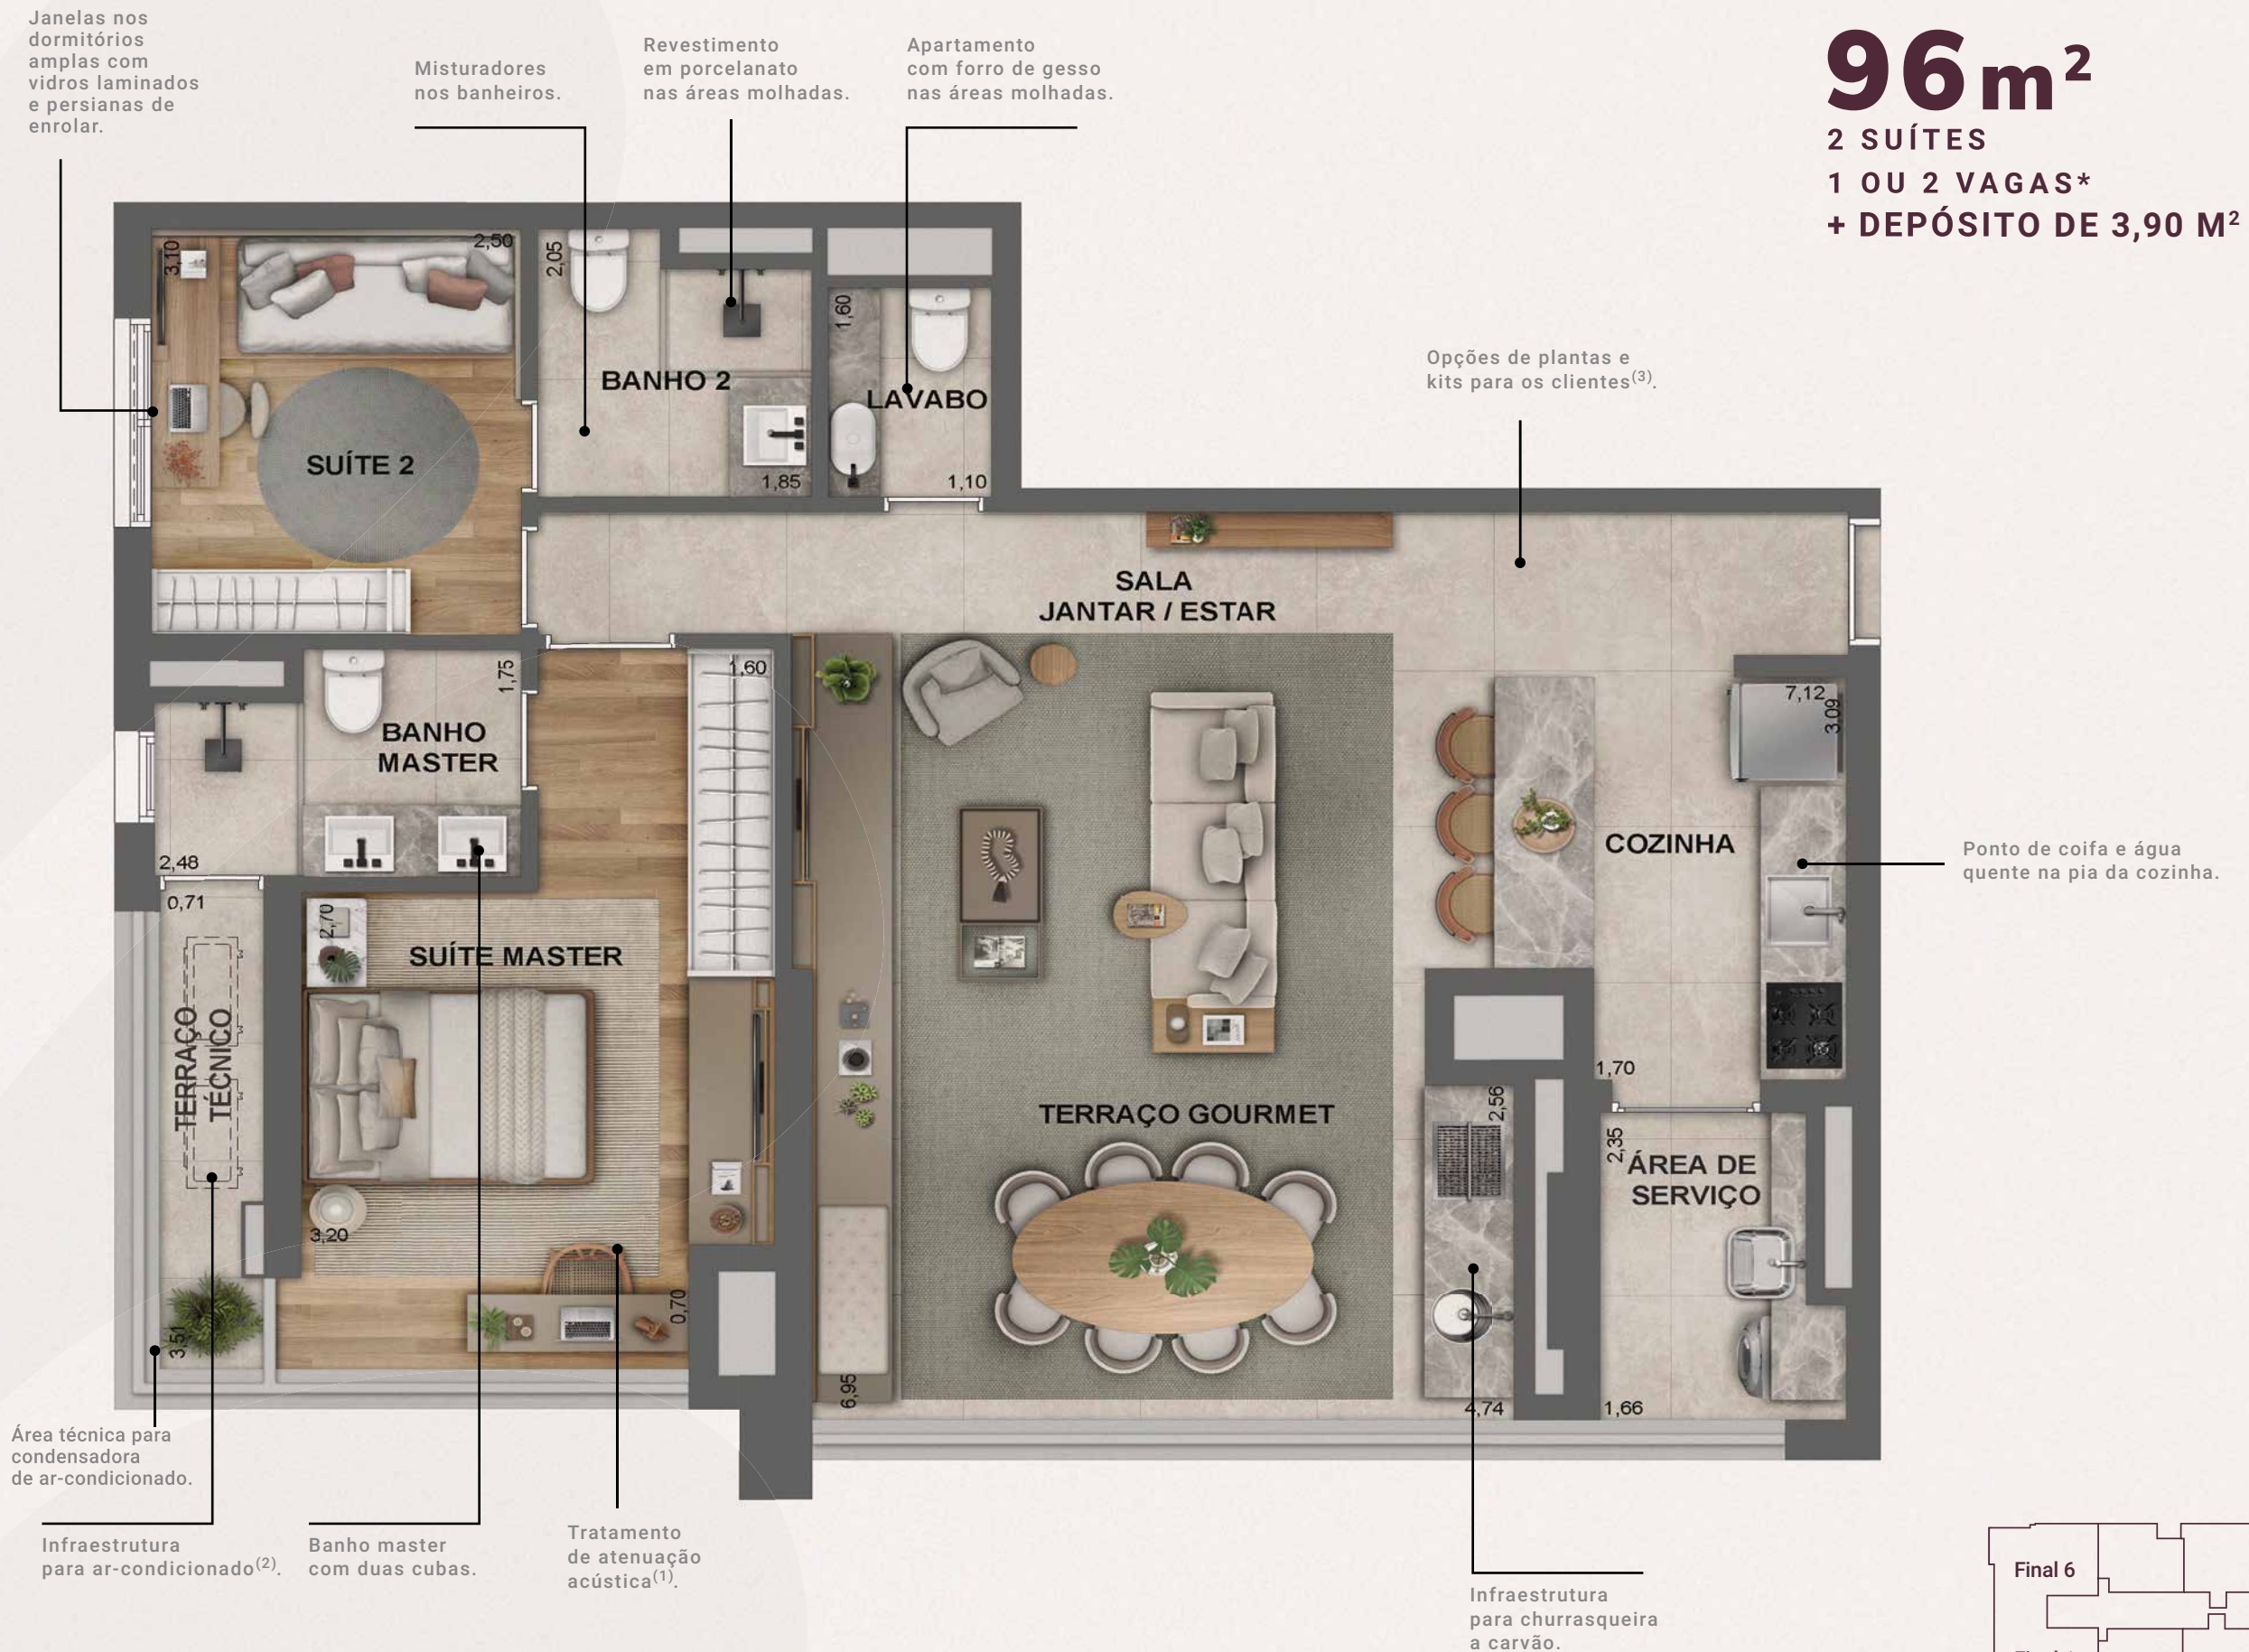 Janelas nos
dormitórios
amplas com
vidros laminados
e persianas de
enrolar.
Misturadores
nos banheiros.
Revestimento
em porcelanato
nas áreas molhadas.
Apartamento
com forro de gesso
nas áreas molhadas.
96m²
2 SUÍTES
1 OU 2 VAGAS*
+ DEPÓSITO DE 3,90 M²
Opções de plantas e
kits para os clientes(3).
3,10
2,50
SUÍTE 2
2,05
BANHO 2
1,85
1,60
LAVABO
1,10
SALA
JANTAR / ESTAR
1,75
BANHO
MASTER
2,48
1,60
7,12
3,09
COZINHA
1,70
Ponto de coifa e água
quente na pia da cozinha.
0,71
TERRAÇO
TÉCNICO
3,51
2,70
SUÍTE MASTER
3,20
0,70
TERRAÇO GOURMET
6,95
2,56
4,74
2,35
ÁREA DE
SERVIÇO
1,66
Área técnica para
condensadora
de ar-condicionado.
Infraestrutura
para ar-condicionado(2).
Banho master
com duas cubas.
Tratamento
de atenuação
acústica(1).
Infraestrutura
para churrasqueira
a carvão.
Final 6